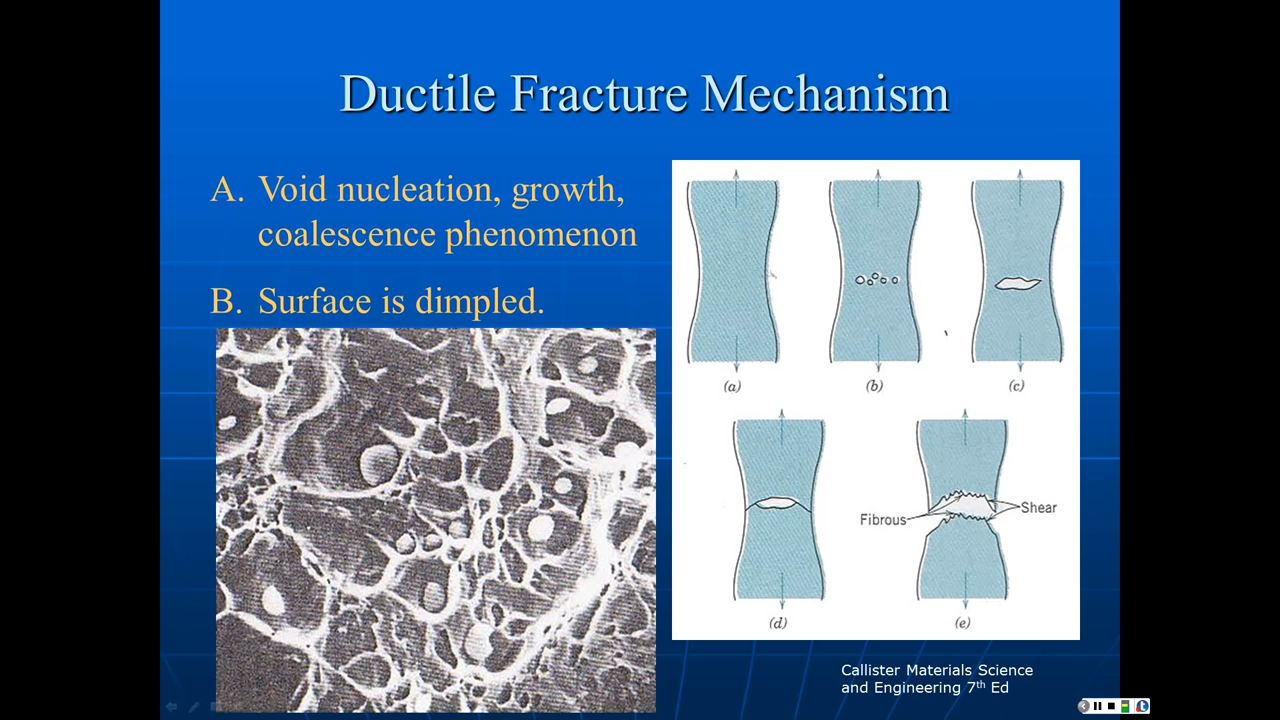 Ductile Fracture Mechanism
A. Void nucleation, growth,
coalescence phenomenon
B. Surface is dimpled.
(a)
(b)
(c)
Fibrous
Shear
(d)
(e)
Callister Materials Science
and Engineering 7th Ed